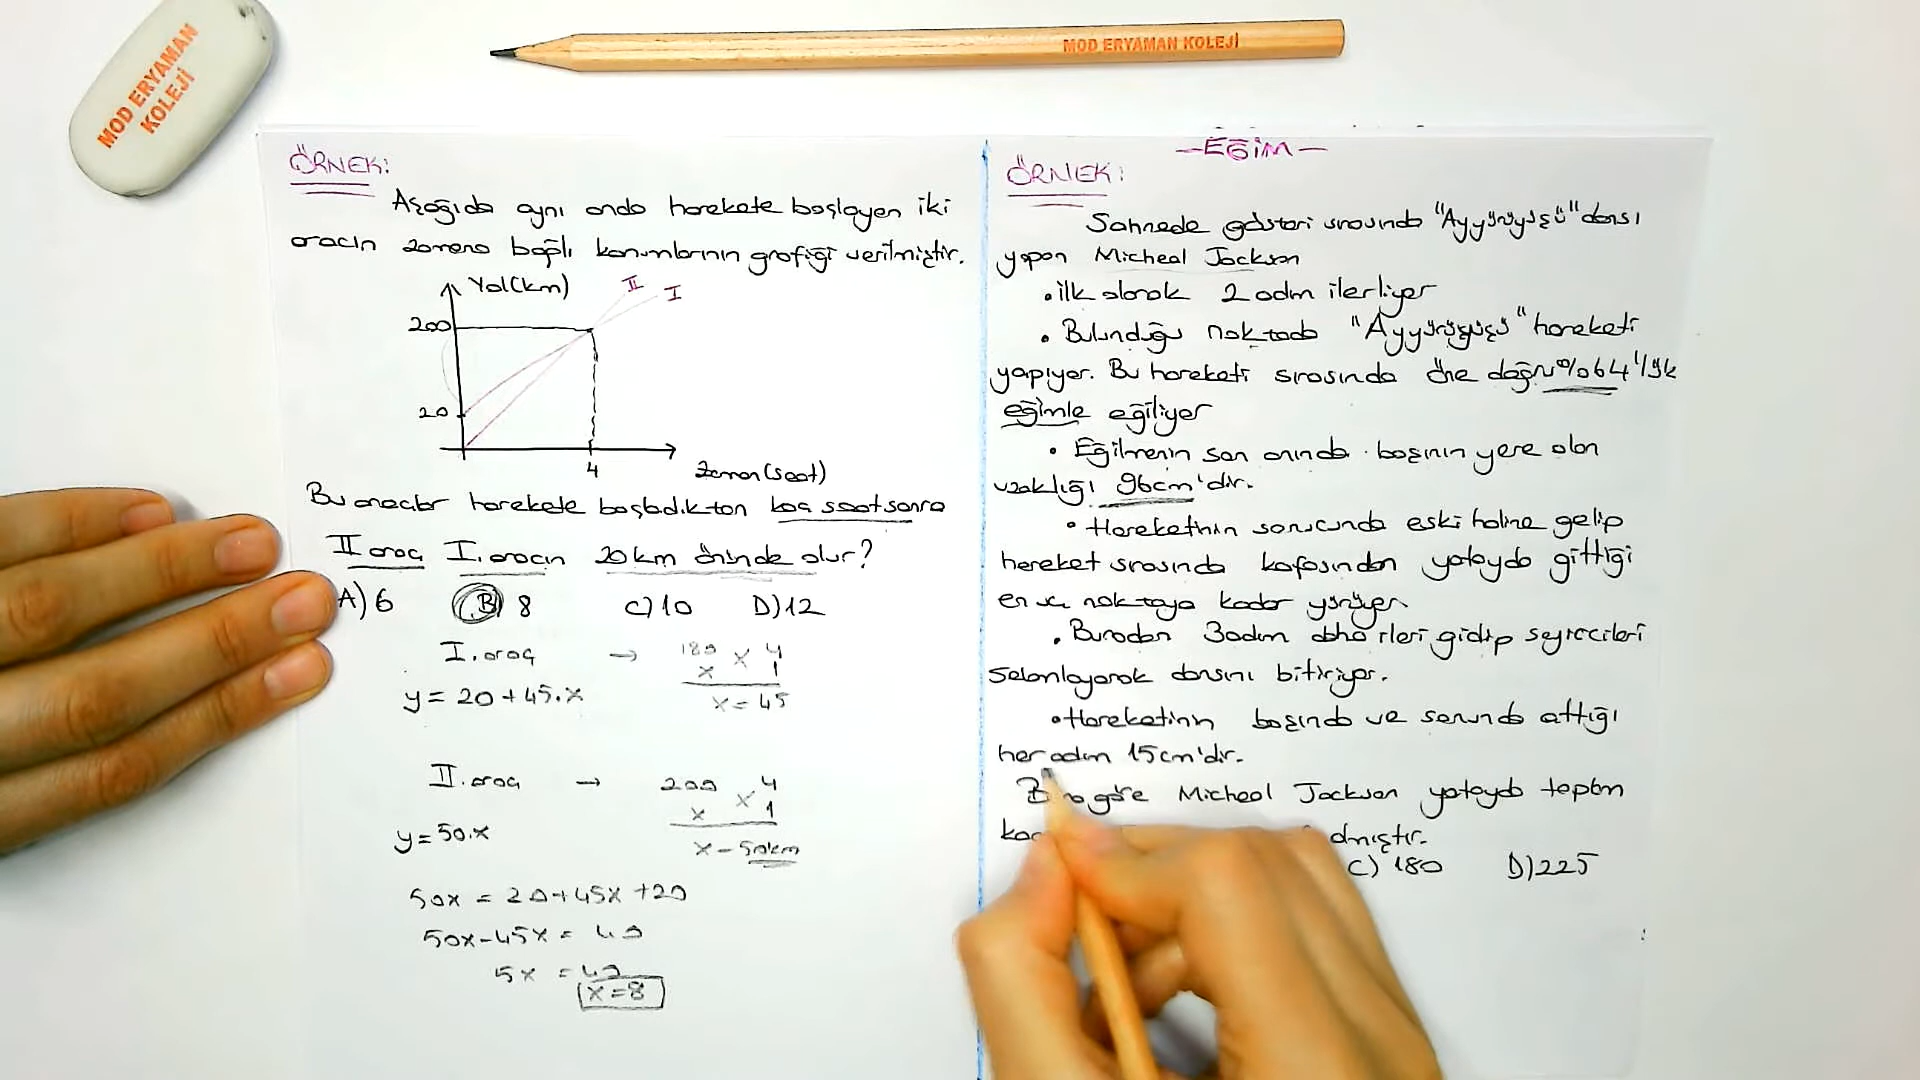 MOD ERYAMAN
KOLEJİ
MOD ERYAMAN KOLEJİ
ÖRNEK:
Aşağıda aynı anda harekete başlayan iki
aracın zamana bağlı konumlarının grafiği verilmiştir.
Yol(km)
II
I
200
20
4
Zaman(saat)
Bu araçlar harekete başladıktan kaç saat sonra
II araç I. aracın 20 km önünde olur?
A) 6 B) 8 C) 10 D) 12
I. araç → 180 x 4
x 1
y = 20 + 45.x x = 45
II. araç → 200 x 4
x 1
y = 50.x
x = 50km
50x = 20 + 45x + 20
50x - 45x = 40
5x = 40
x = 8
- EĞİM -
ÖRNEK:
Sahnede gösteri sırasında "Ayyürüyüşü" dansı
yapan Micheal Jackson
• İlk olarak 2 adım ilerliyor
• Bulunduğu noktada "Ayyürüyüşü" hareketi
yapıyor. Bu hareketi sırasında öne doğru %64'lük
eğimle eğiliyor
• Eğilmenin son anında başının yere olan
uzaklığı 96cm'dir.
• Hareketinin sonucunda eski haline gelip
hareket sırasında kafasından yatayda gittiği
en uç noktaya kadar yürüyor.
• Buradan 3 adım daha ileri gidip seyircileri
selamlayarak dansını bitiriyor.
• Hareketinin başında ve sonunda attığı
her adım 15cm'dir.
göre Micheal Jackson yatayda toplam
C) 180 D) 225